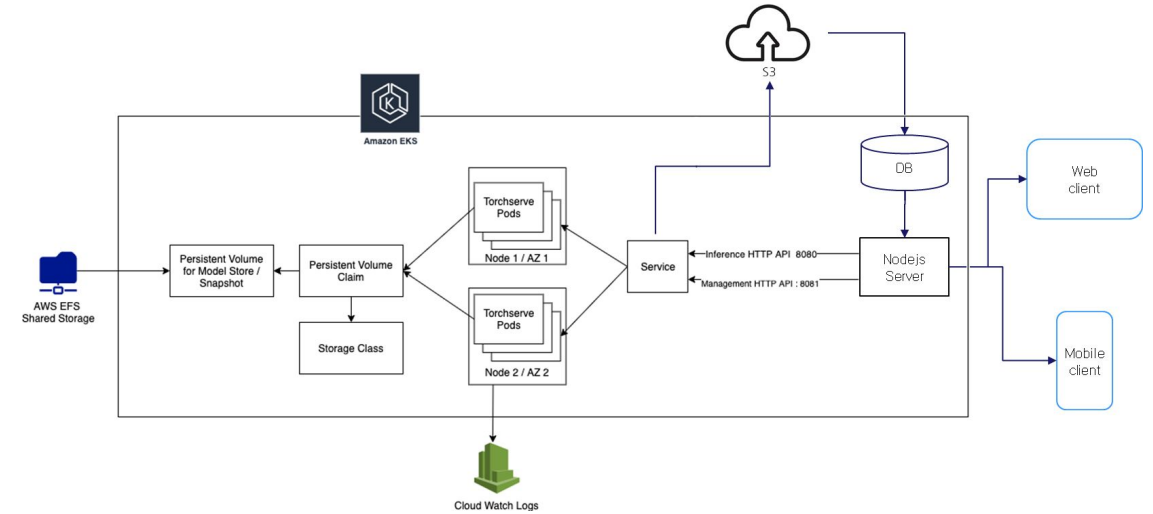 S3
Amazon EKS
DB
Web
client
Torchserve
Pods
Node 1 / AZ 1
Persistent Volume
for Model Store /
Snapshot
Persistent Volume
Claim
Service
Inference HTTP API 8080
Management HTTP API : 8081
Nodejs
Server
AWS EFS
Shared Storage
Storage Class
Torchserve
Pods
Node 2 / AZ 2
Mobile
client
Cloud Watch Logs